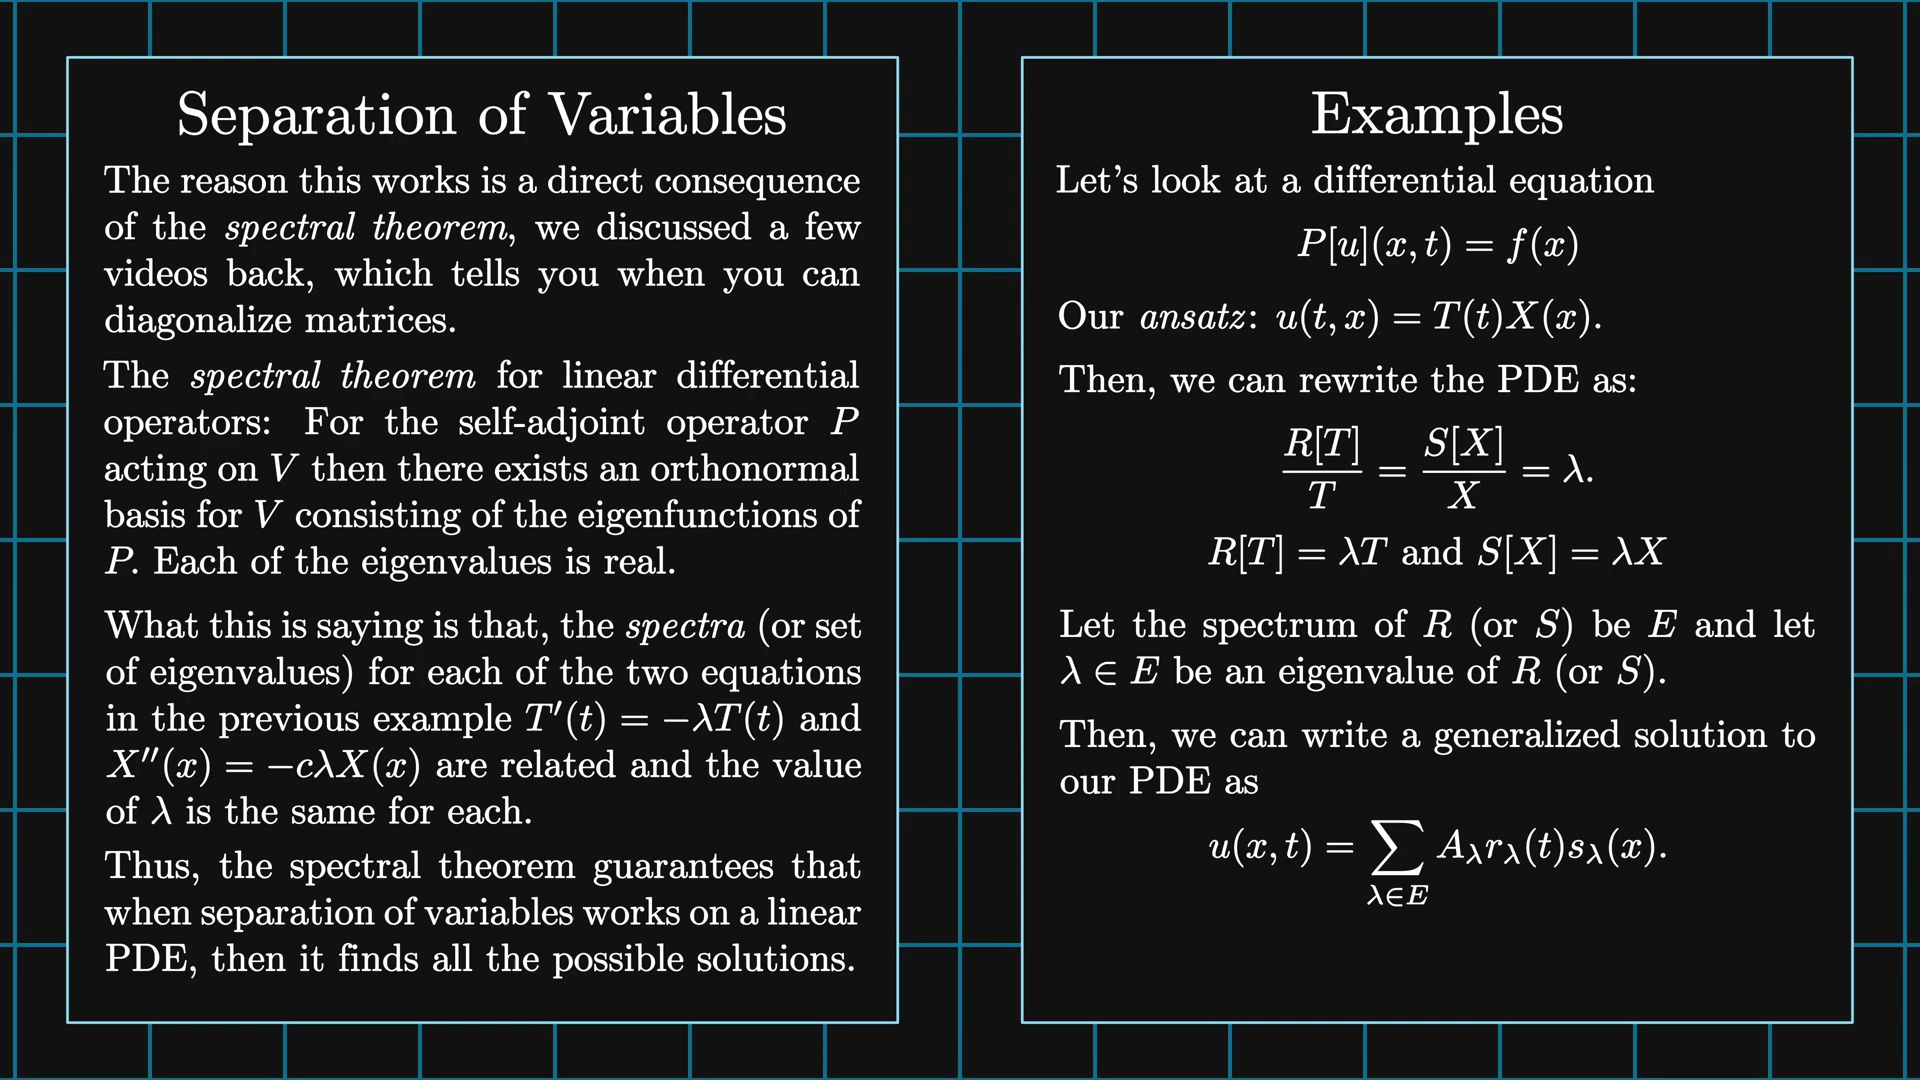 Separation of Variables
The reason this works is a direct consequence
of the spectral theorem, we discussed a few
videos back, which tells you when you can
diagonalize matrices.
The spectral theorem for linear differential
operators: For the self-adjoint operator P
acting on V then there exists an orthonormal
basis for V consisting of the eigenfunctions of
P. Each of the eigenvalues is real.
What this is saying is that, the spectra (or set
of eigenvalues) for each of the two equations
in the previous example T′(t) = −λT(t) and
X″(x) = −cλX(x) are related and the value
of λ is the same for each.
Thus, the spectral theorem guarantees that
when separation of variables works on a linear
PDE, then it finds all the possible solutions.
Examples
Let's look at a differential equation
P[u](x, t) = f(x)
Our ansatz: u(t, x) = T(t)X(x).
Then, we can rewrite the PDE as:
R[T]/T = S[X]/X = λ.
R[T] = λT and S[X] = λX
Let the spectrum of R (or S) be E and let
λ ∈ E be an eigenvalue of R (or S).
Then, we can write a generalized solution to
our PDE as
u(x, t) = ∑_{λ∈E} A_λ r_λ(t) s_λ(x).